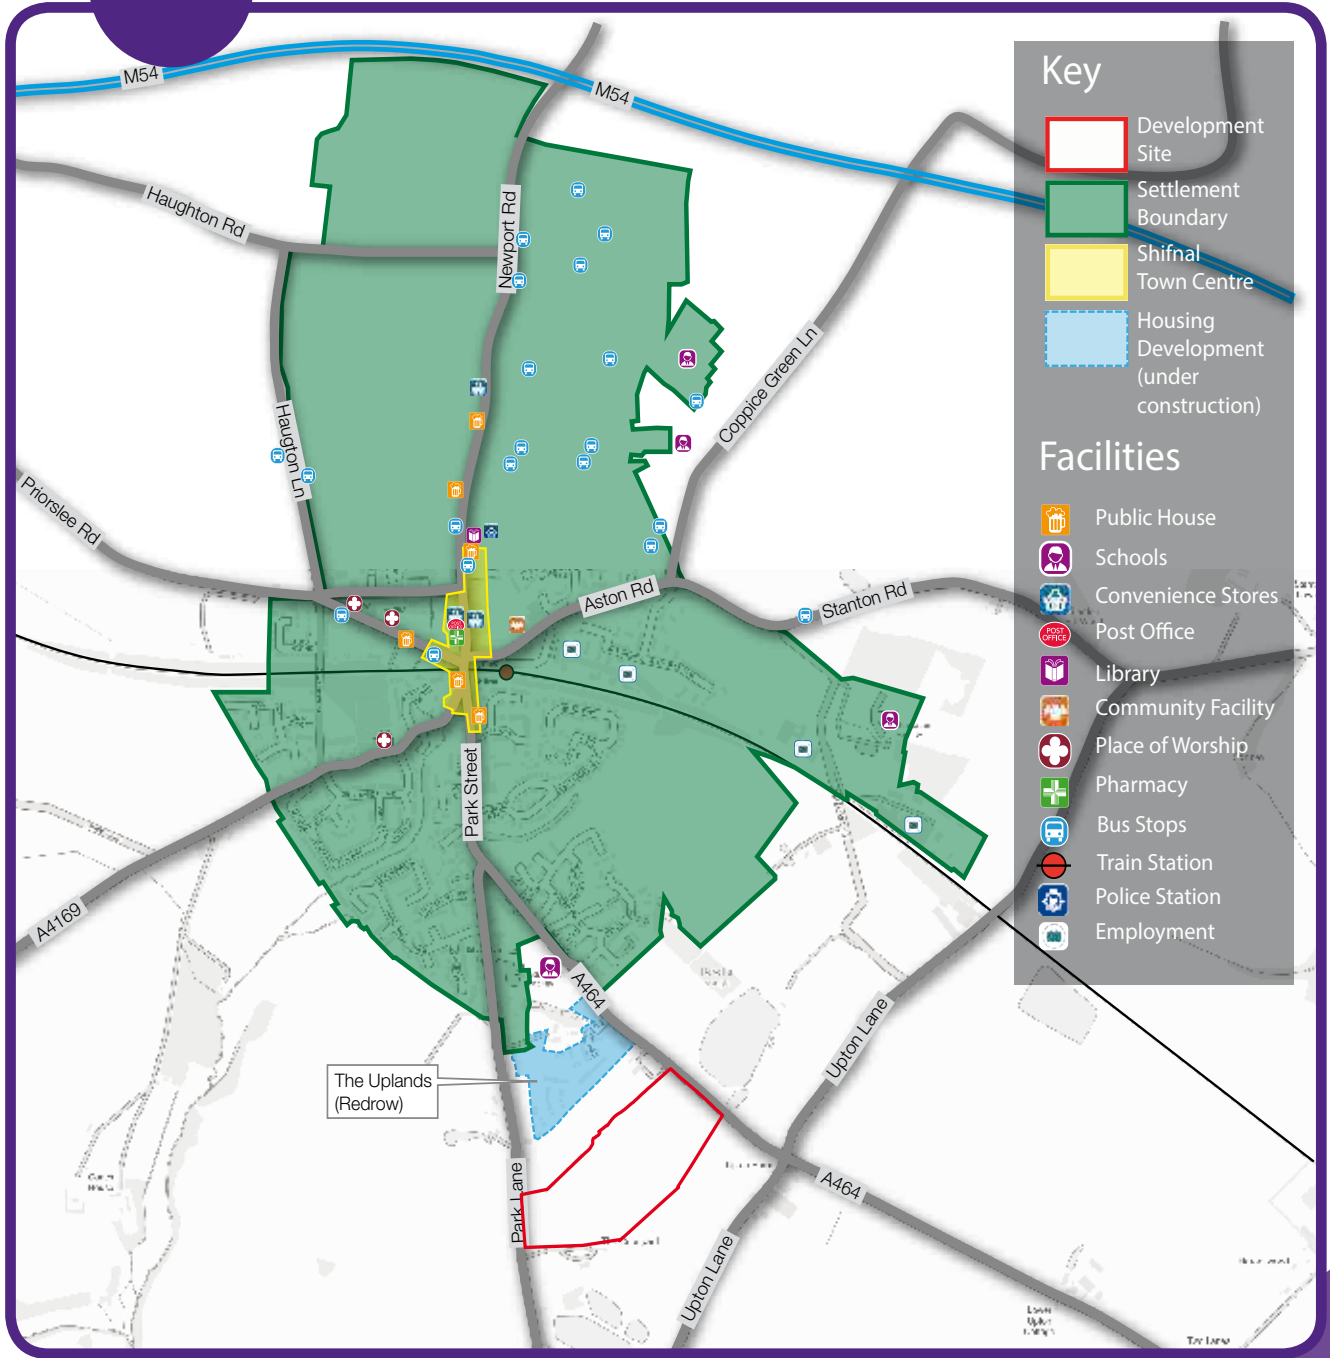 M54
M54
Haughton Rd
Newport Rd
Haugton Ln
Coppice Green Ln
Priorslee Rd
Aston Rd
Stanton Rd
Park Street
A4169
A464
Upton Lane
The Uplands
(Redrow)
Park Lane
A464
Upton Lane
Key
Development
Site
Settlement
Boundary
Shifnal
Town Centre
Housing
Development
(under
construction)
Facilities
Public House
Schools
Convenience Stores
POST
OFFICE
Post Office
Library
Community Facility
Place of Worship
Pharmacy
Bus Stops
Train Station
Police Station
Employment